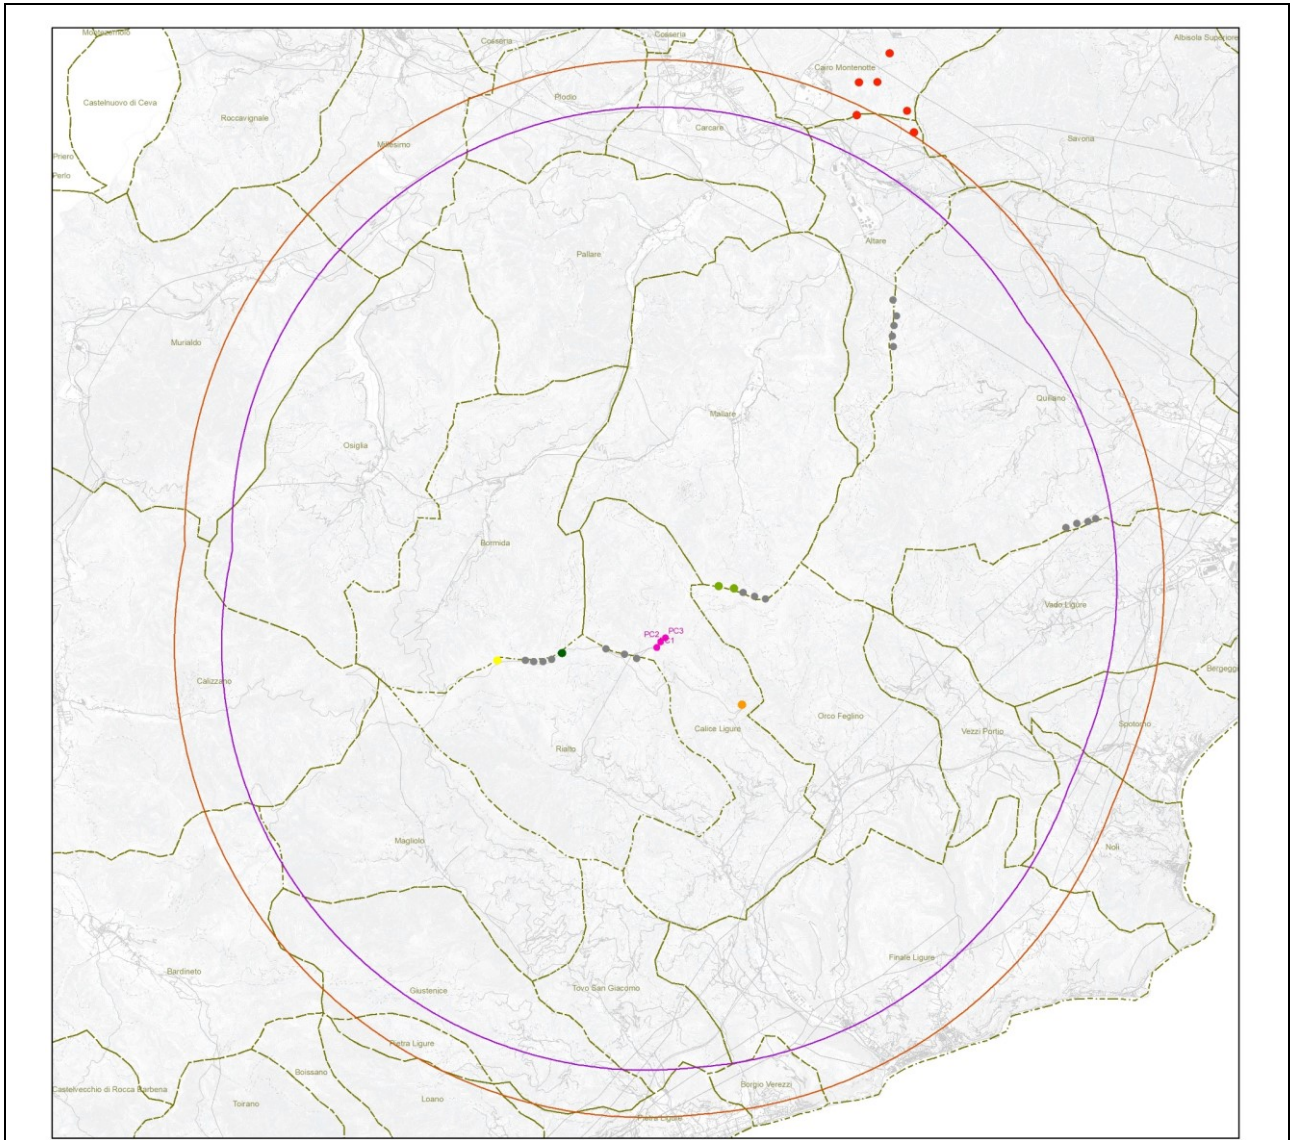 Montezemolo
Cosseria
Cosseria
Albisola Superiore
Cairo Montenotte
Castelnuovo di Ceva
Plodio
Roccavignale
Carcare
Millesimo
Savona
Priero
Perlo
Altare
Pallare
Murialdo
Quiliano
Mallare
Osiglia
Bormida
Vado Ligure
PC2
PC3
Bergeggi
Calizzano
Orco Feglino
Spotorno
Calice Ligure
Vezzi Portio
Rialto
Magliolo
Noli
Finale Ligure
Bardineto
Giustenice
Tovo San Giacomo
Pietra Ligure
Boissano
Borgio Verezzi
Castelvecchio di Rocca Barbena
Loano
Toirano
Pietra Ligure